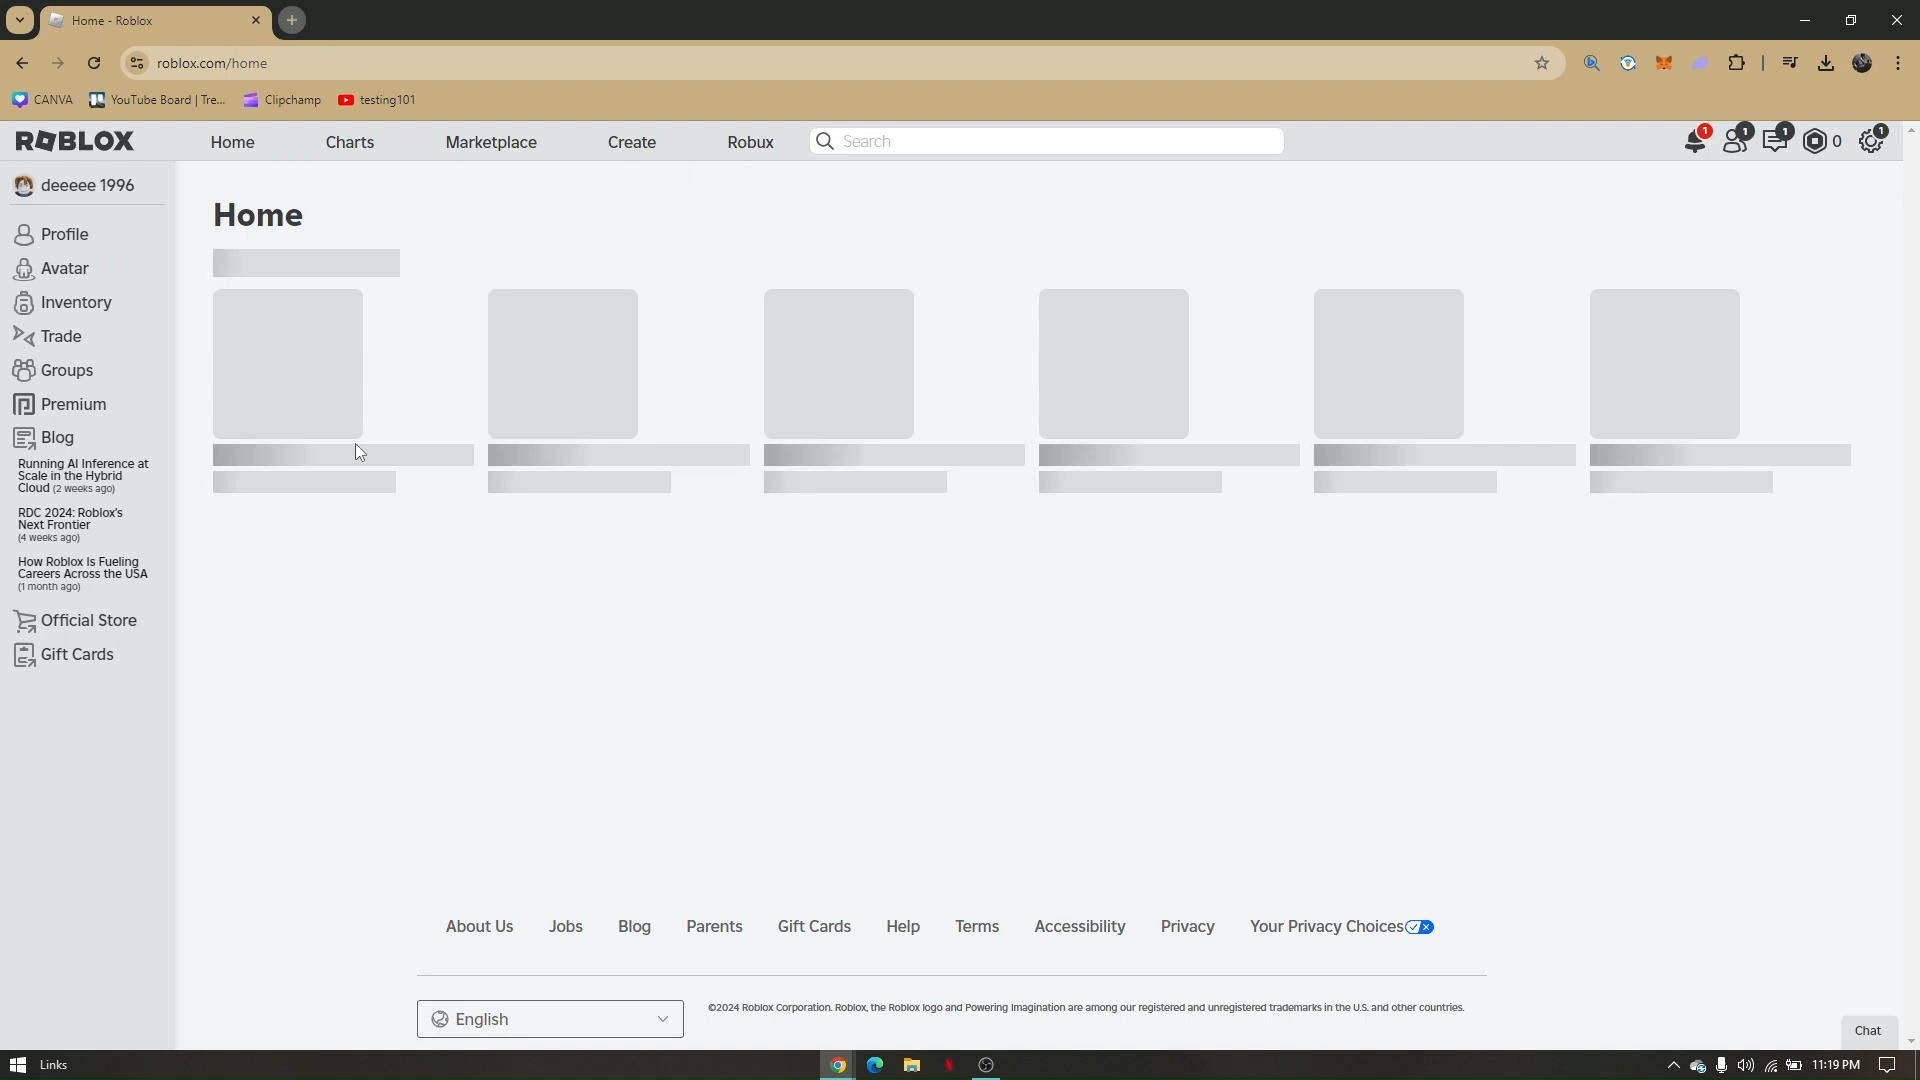 Home - Roblox
roblox.com/home
CANVA
YouTube Board | Tre...
Clipchamp
testing101
ROBLOX
Home
Charts
Marketplace
Create
Robux
Search
1
1
1
0
1
deeeee 1996
Profile
Avatar
Inventory
Trade
Groups
Premium
Blog
Running AI Inference at
Scale in the Hybrid
Cloud (2 weeks ago)
RDC 2024: Roblox's
Next Frontier
(4 weeks ago)
How Roblox Is Fueling
Careers Across the USA
(1 month ago)
Official Store
Gift Cards
Home
About Us
Jobs
Blog
Parents
Gift Cards
Help
Terms
Accessibility
Privacy
Your Privacy Choices
English
©2024 Roblox Corporation. Roblox, the Roblox logo and Powering Imagination are among our registered and unregistered trademarks in the U.S. and other countries.
Chat
Links
11:19 PM